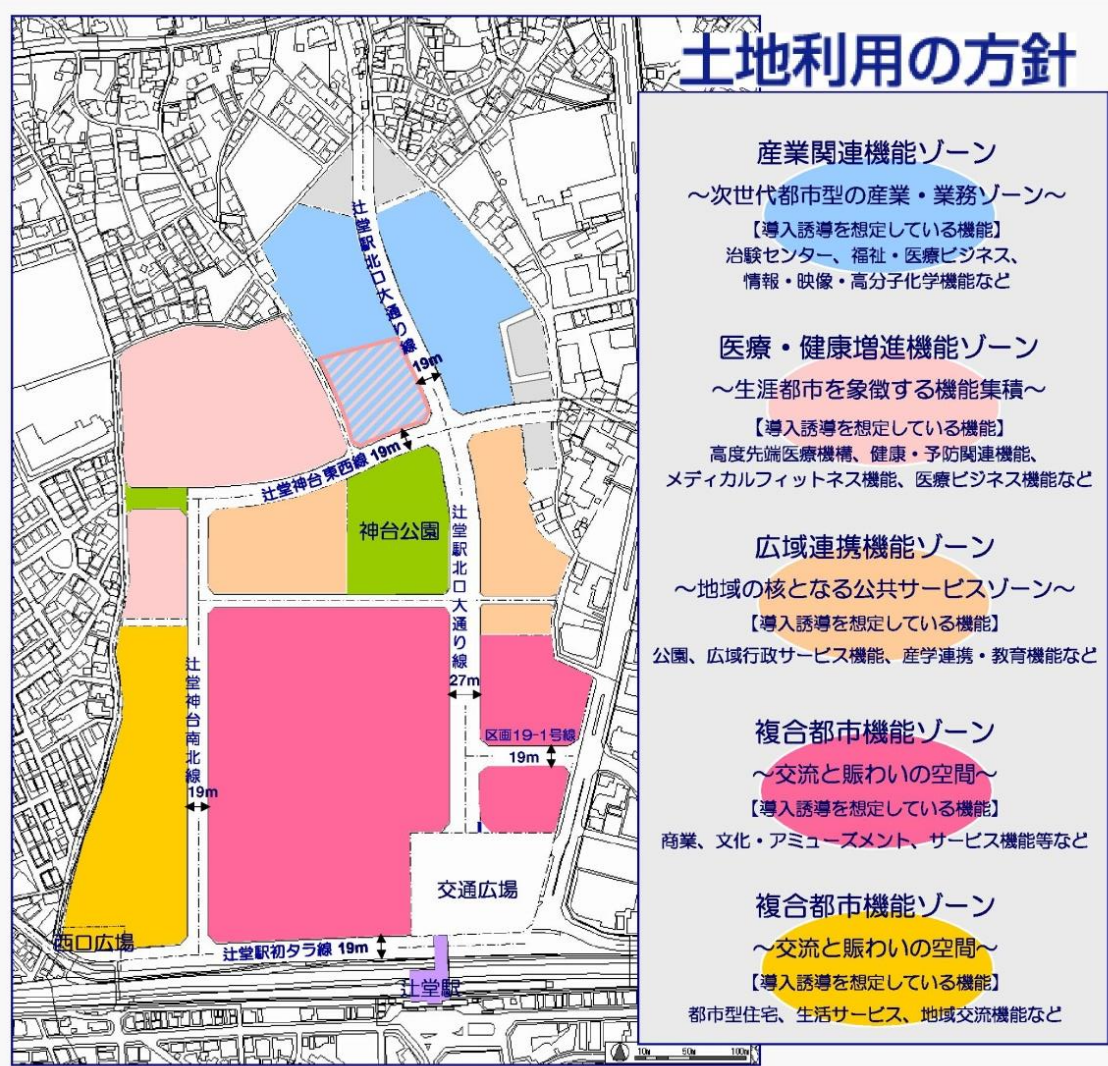 土地利用の方針
産業関連機能ゾーン
～次世代都市型の産業・業務ゾーン～
【導入誘導を想定している機能】
治験センター、福祉・医療ビジネス、
情報・映像・高分子化学機能など
医療・健康増進機能ゾーン
～生涯都市を象徴する機能集積～
【導入誘導を想定している機能】
高度先端医療機構、健康・予防関連機能、
メディカルフィットネス機能、医療ビジネス機能など
広域連携機能ゾーン
～地域の核となる公共サービスゾーン～
【導入誘導を想定している機能】
公園、広域行政サービス機能、産学連携・教育機能など
複合都市機能ゾーン
～交流と賑わいの空間～
【導入誘導を想定している機能】
商業、文化・アミューズメント、サービス機能等など
複合都市機能ゾーン
～交流と賑わいの空間～
【導入誘導を想定している機能】
都市型住宅、生活サービス、地域交流機能など
辻堂駅北口大通り線
19m
辻堂神台東西線 19m
神台公園
辻堂駅北口大通り線
27m
辻堂神台南北線
19m
区画19-1号線
19m
交通広場
西口広場
辻堂駅初タラ線 19m
辻堂駅
10m 50m 100m